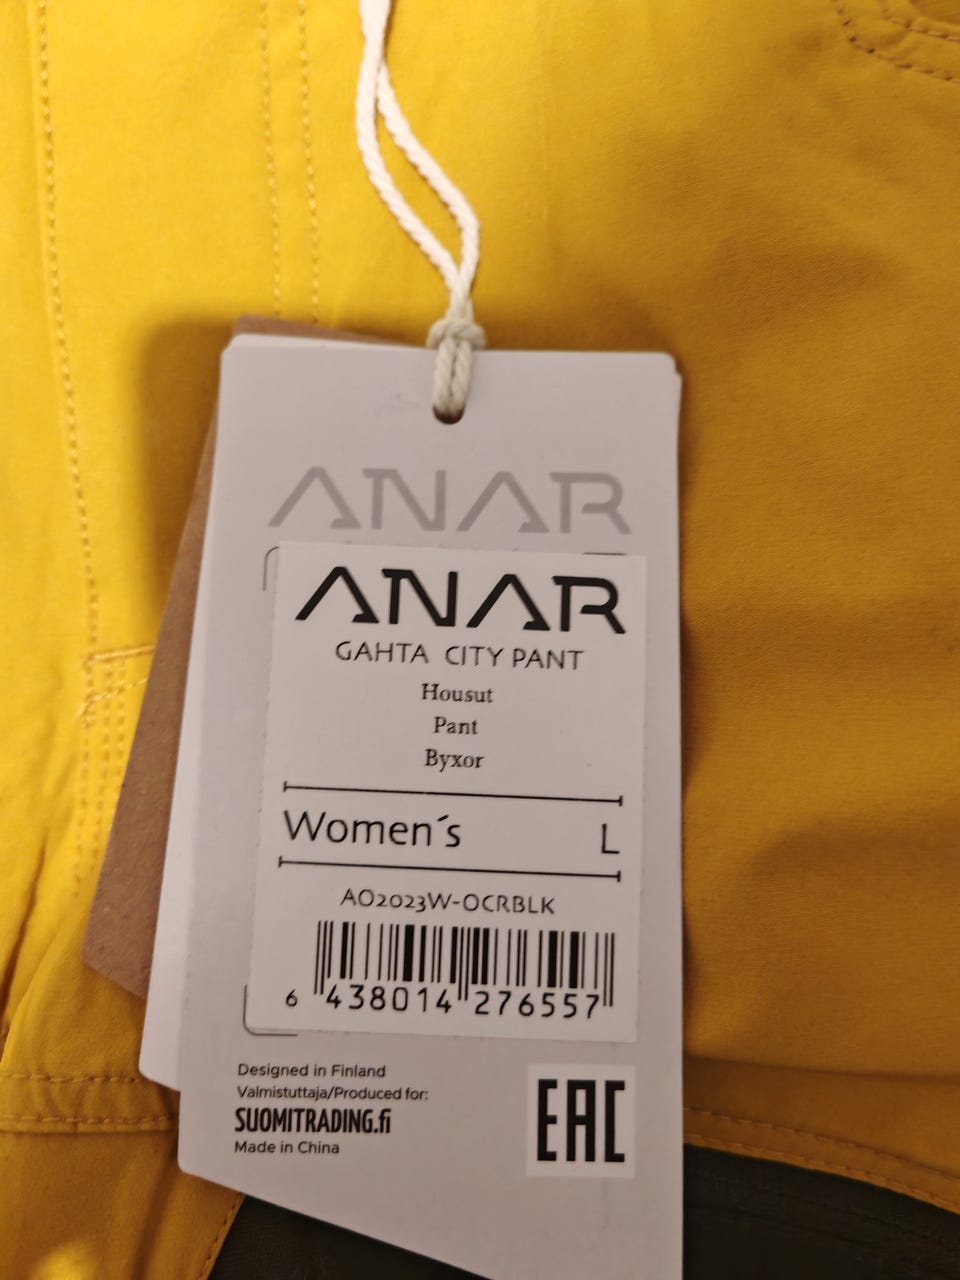 ANAR
ANAR
GAHTA CITY PANT
Housut
Pant
Byxor
Women´s L
AO2023W-OCRBLK
6 438014 276557
Designed in Finland
Valmistuttaja/Produced for:
SUOMITRADING.fi
Made in China
EAC